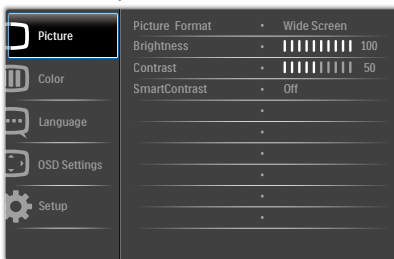 Picture
Color
Language
OSD Settings
Setup
Picture Format • Wide Screen
Brightness • 100
Contrast • 50
SmartContrast • Off